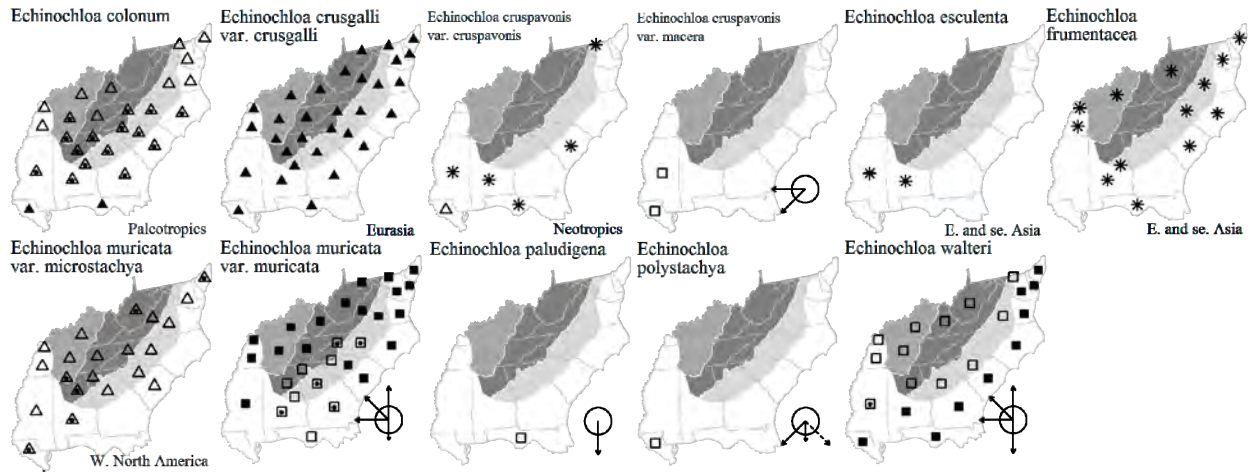 Echinochloa colonum
Palcotropics
Echinochloa crusgalli
var. crusgalli
Eurasia
Echinochloa cruspavonis
var. cruspavonis
Neotropics
Echinochloa cruspavonis
var. macera
Echinochloa esculenta
E. and se. Asia
Echinochloa
frumentacea
E. and se. Asia
Echinochloa muricata
var. microstachya
W. North America
Echinochloa muricata
var. muricata
Echinochloa paludigena
Echinochloa
polystachya
Echinochloa walteri